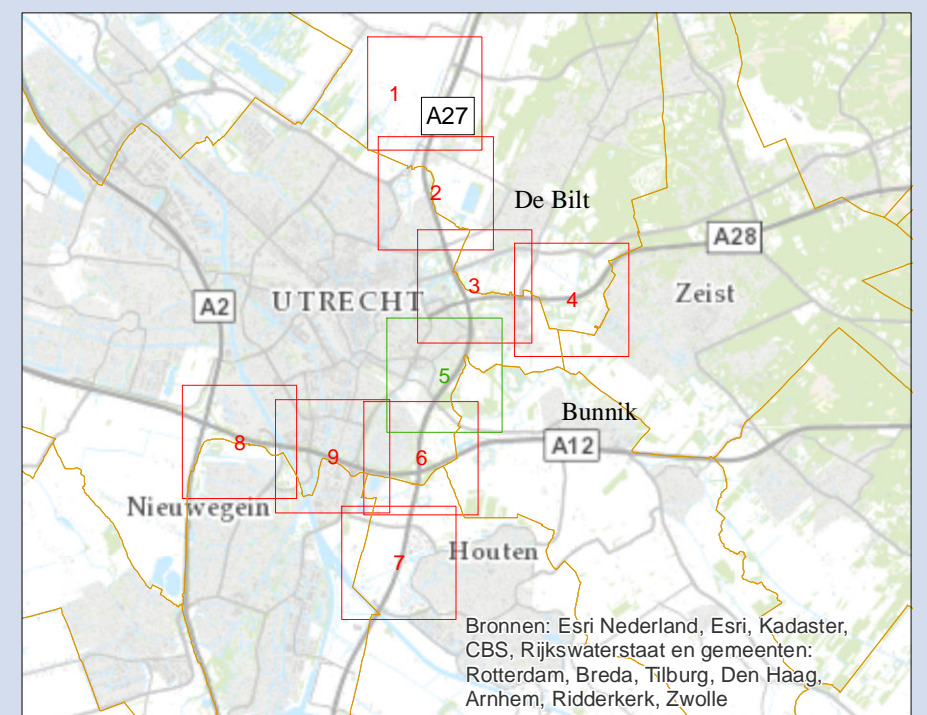 1
A27
2
De Bilt
A28
3
4
Zeist
A2
UTRECHT
5
Bunnik
A12
8
9
6
Nieuwegein
Houten
7
Bronnen: Esri Nederland, Esri, Kadaster,
CBS, Rijkswaterstaat en gemeenten:
Rotterdam, Breda, Tilburg, Den Haag,
Arnhem, Ridderkerk, Zwolle